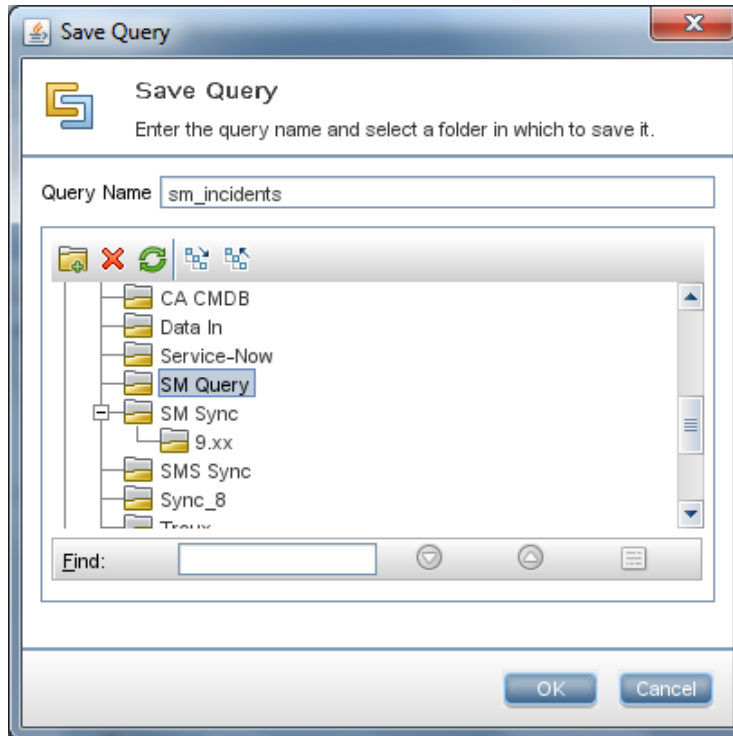 Save Query
Save Query
Enter the query name and select a folder in which to save it.
Query Name sm_incidents
CA CMDB
Data In
Service-Now
SM Query
SM Sync
9.xx
SMS Sync
Sync_8
Find:
OK Cancel